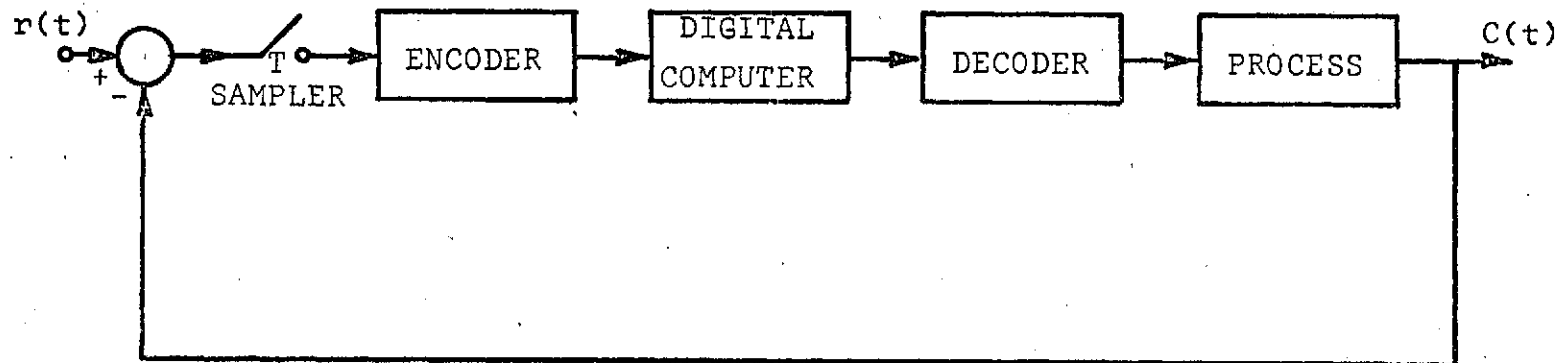 r(t)
+
-
T
SAMPLER
ENCODER
DIGITAL
COMPUTER
DECODER
PROCESS
C(t)